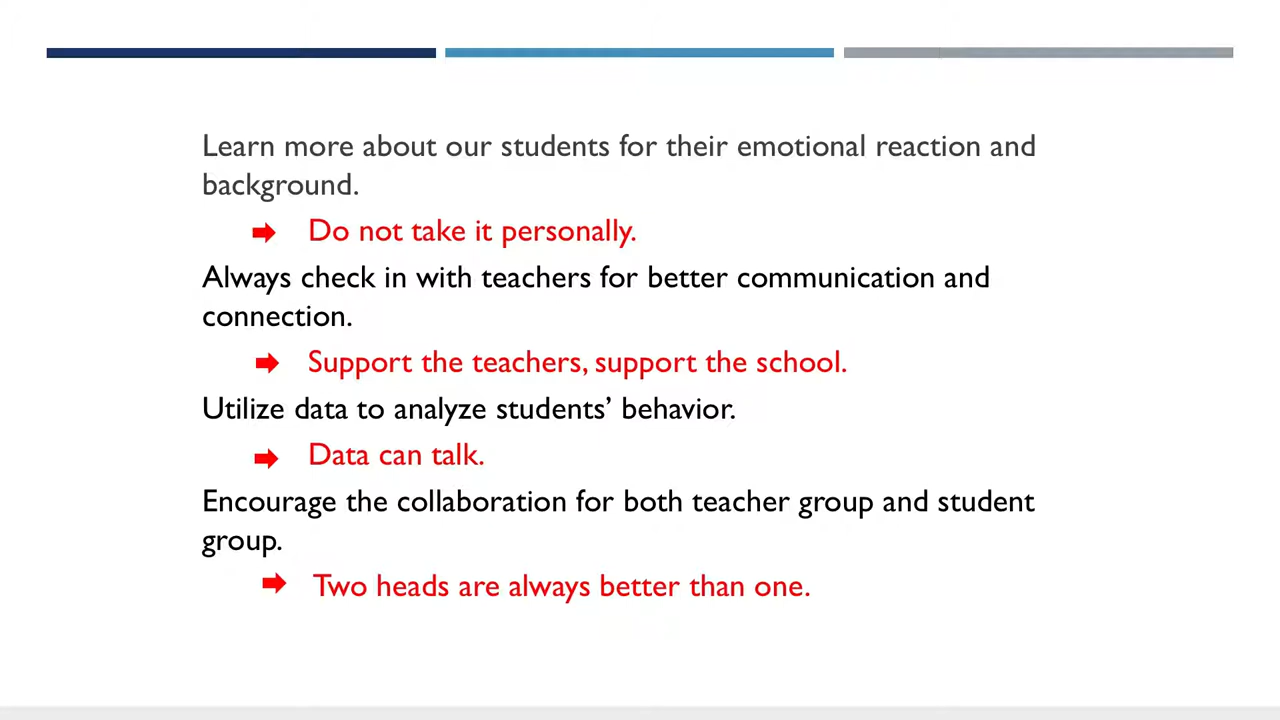 Learn more about our students for their emotional reaction and
background.
Do not take it personally.
Always check in with teachers for better communication and
connection.
Support the teachers, support the school.
Utilize data to analyze students’ behavior.
Data can talk.
Encourage the collaboration for both teacher group and student
group.
Two heads are always better than one.